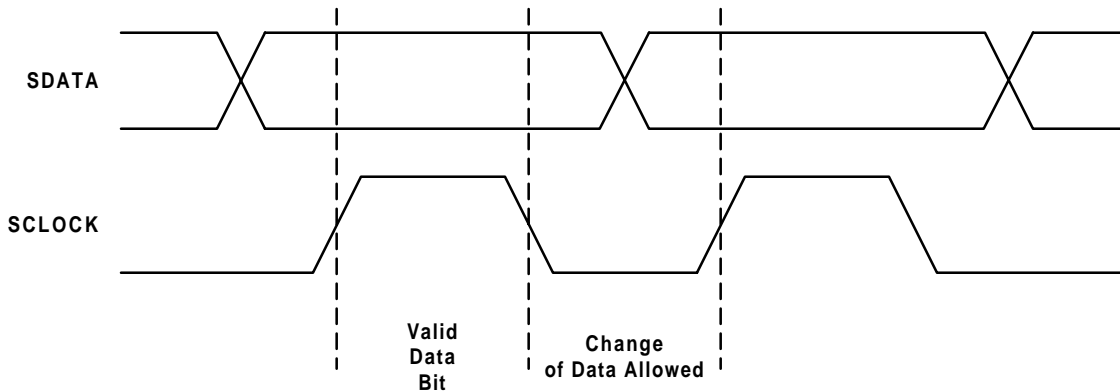 SDATA
SCLOCK
Valid
Data
Bit
Change
of Data Allowed